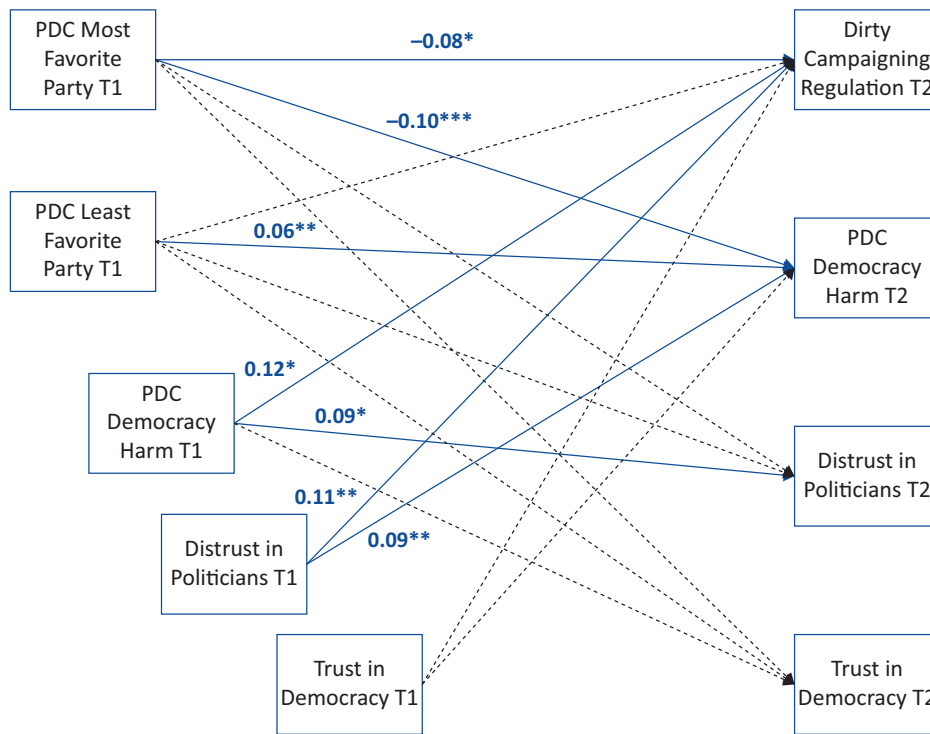 PDC Most
Favorite
Party T1
–0.08*
Dirty
Campaigning
Regulation T2
–0.10***
PDC Least
Favorite
Party T1
0.06**
PDC
Democracy
Harm T2
PDC
Democracy
Harm T1
0.12*
0.09*
Distrust in
Politicians T2
Distrust in
Politicians T1
0.11**
0.09**
Trust in
Democracy T1
Trust in
Democracy T2